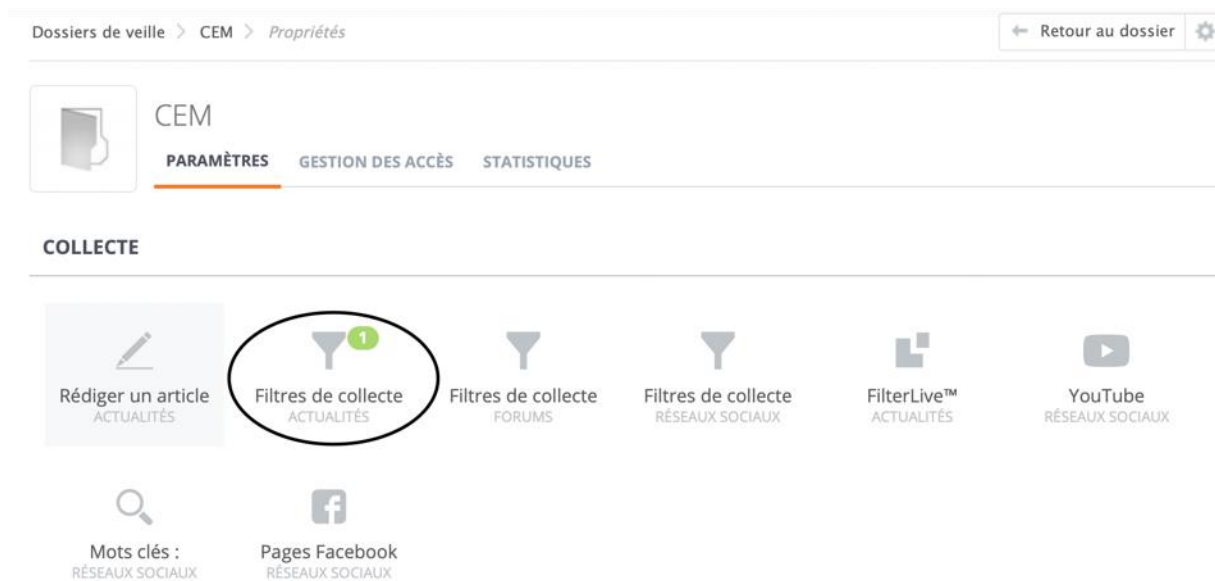 Dossiers de veille > CEM > Propriétés
Retour au dossier
CEM
PARAMÈTRES GESTION DES ACCÈS STATISTIQUES
COLLECTE
1
Rédiger un article Filtres de collecte Filtres de collecte Filtres de collecte FilterLive™ YouTube
ACTUALITÉS ACTUALITÉS FORUMS RÉSEAUX SOCIAUX ACTUALITÉS RÉSEAUX SOCIAUX
Mots clés : Pages Facebook
RÉSEAUX SOCIAUX RÉSEAUX SOCIAUX